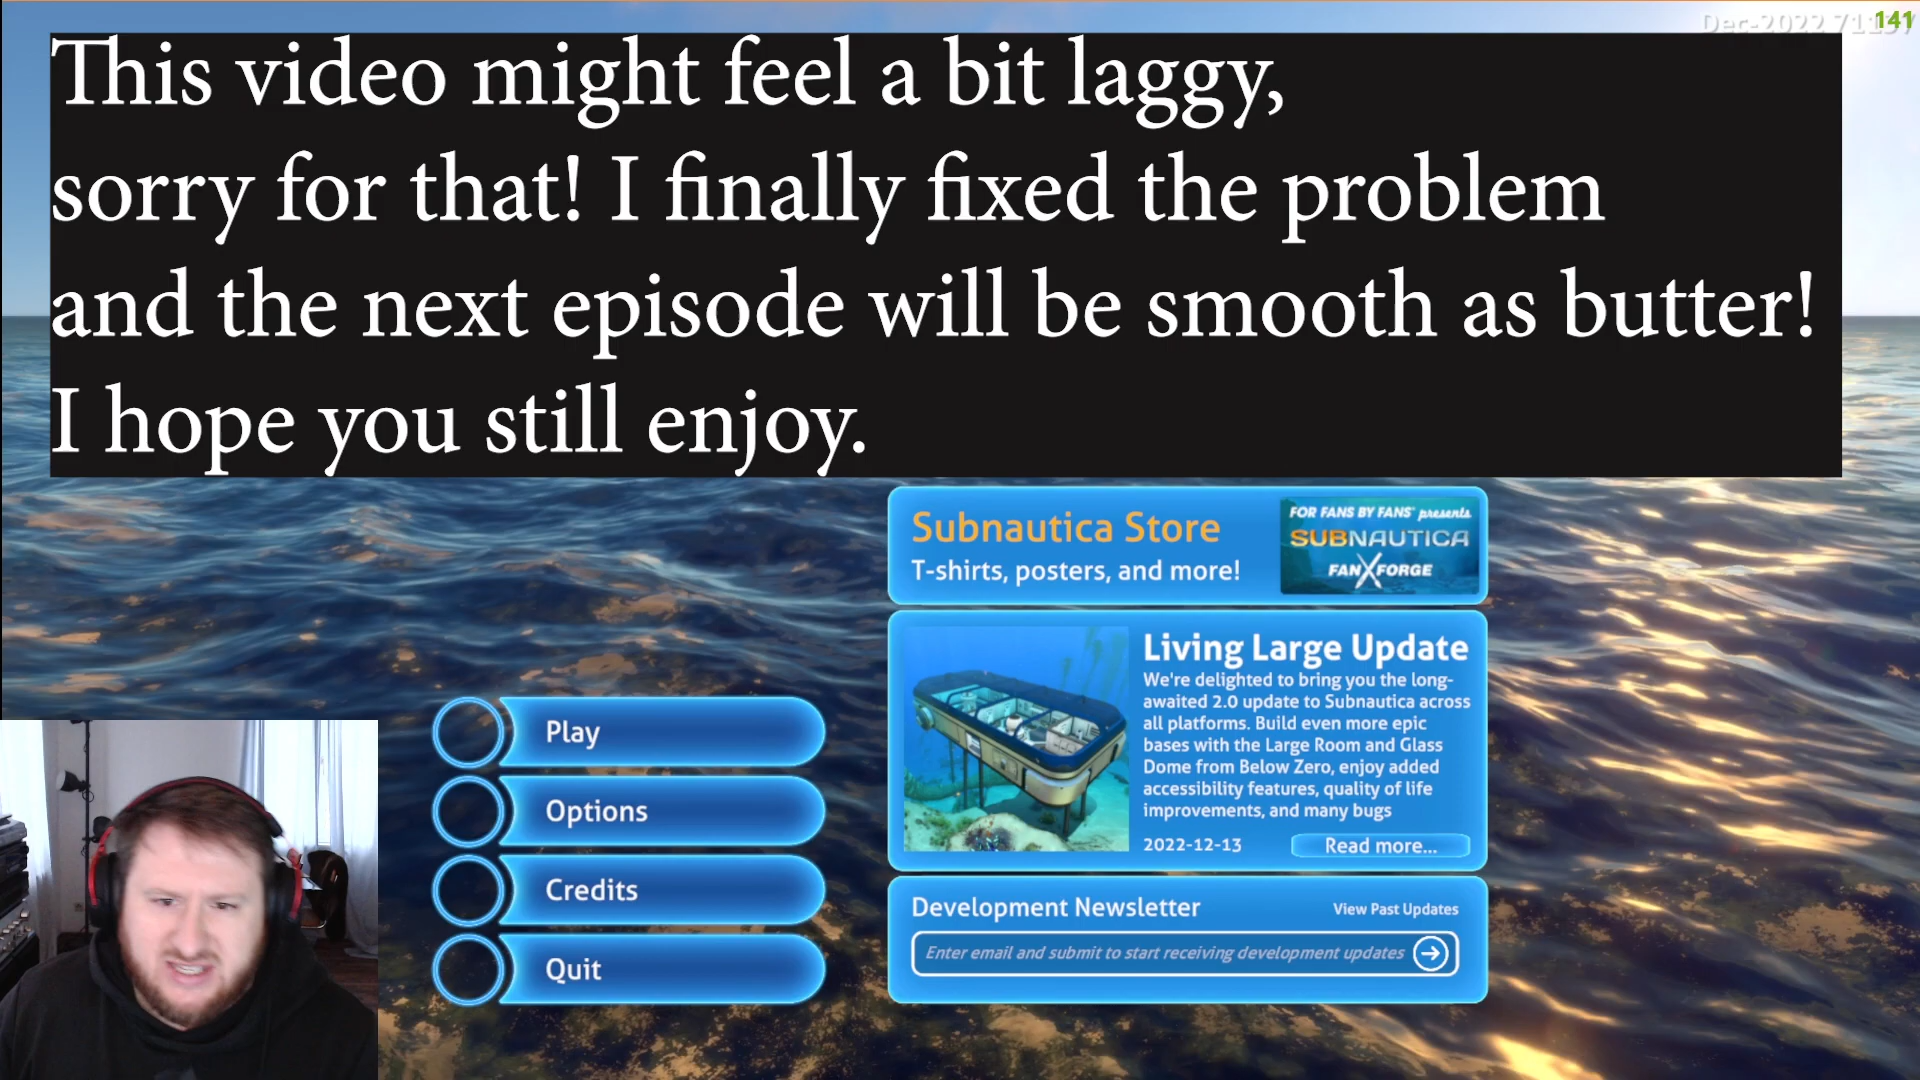 Dec-2022 71137
141
This video might feel a bit laggy,
sorry for that! I finally fixed the problem
and the next episode will be smooth as butter!
I hope you still enjoy.
Subnautica Store
T-shirts, posters, and more!
FOR FANS BY FANS presents
SUBNAUTICA
FANXFORGE
Living Large Update
We're delighted to bring you the long-
awaited 2.0 update to Subnautica across
all platforms. Build even more epic
bases with the Large Room and Glass
Dome from Below Zero, enjoy added
accessibility features, quality of life
improvements, and many bugs
2022-12-13
Read more...
Play
Options
Credits
Quit
Development Newsletter
View Past Updates
Enter email and submit to start receiving development updates